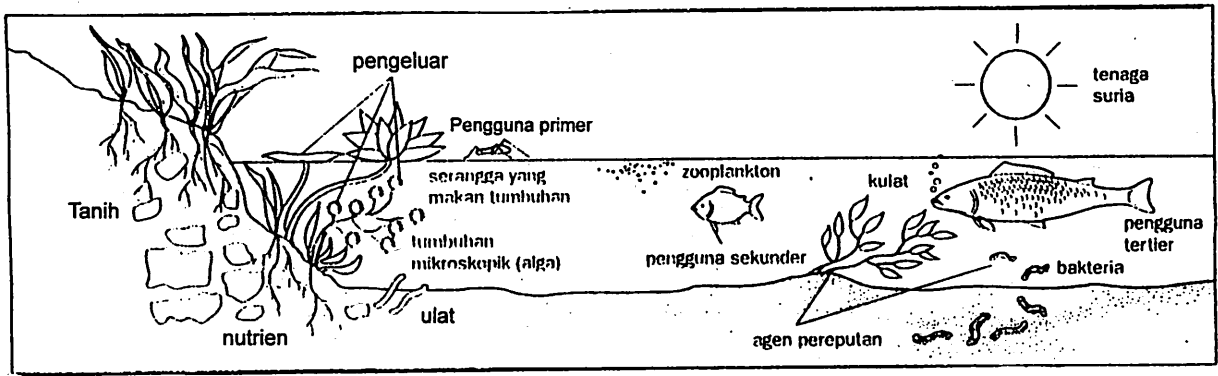 pengeluar
tenaga
suria
Pengguna primer
serangga yang
makan tumbuhan
zooplankton
kulat
Tanih
pengguna
tertier
tumbuhan
mikroskopik (alga)
pengguna sekunder
bakteria
ulat
nutrien
agen pereputan